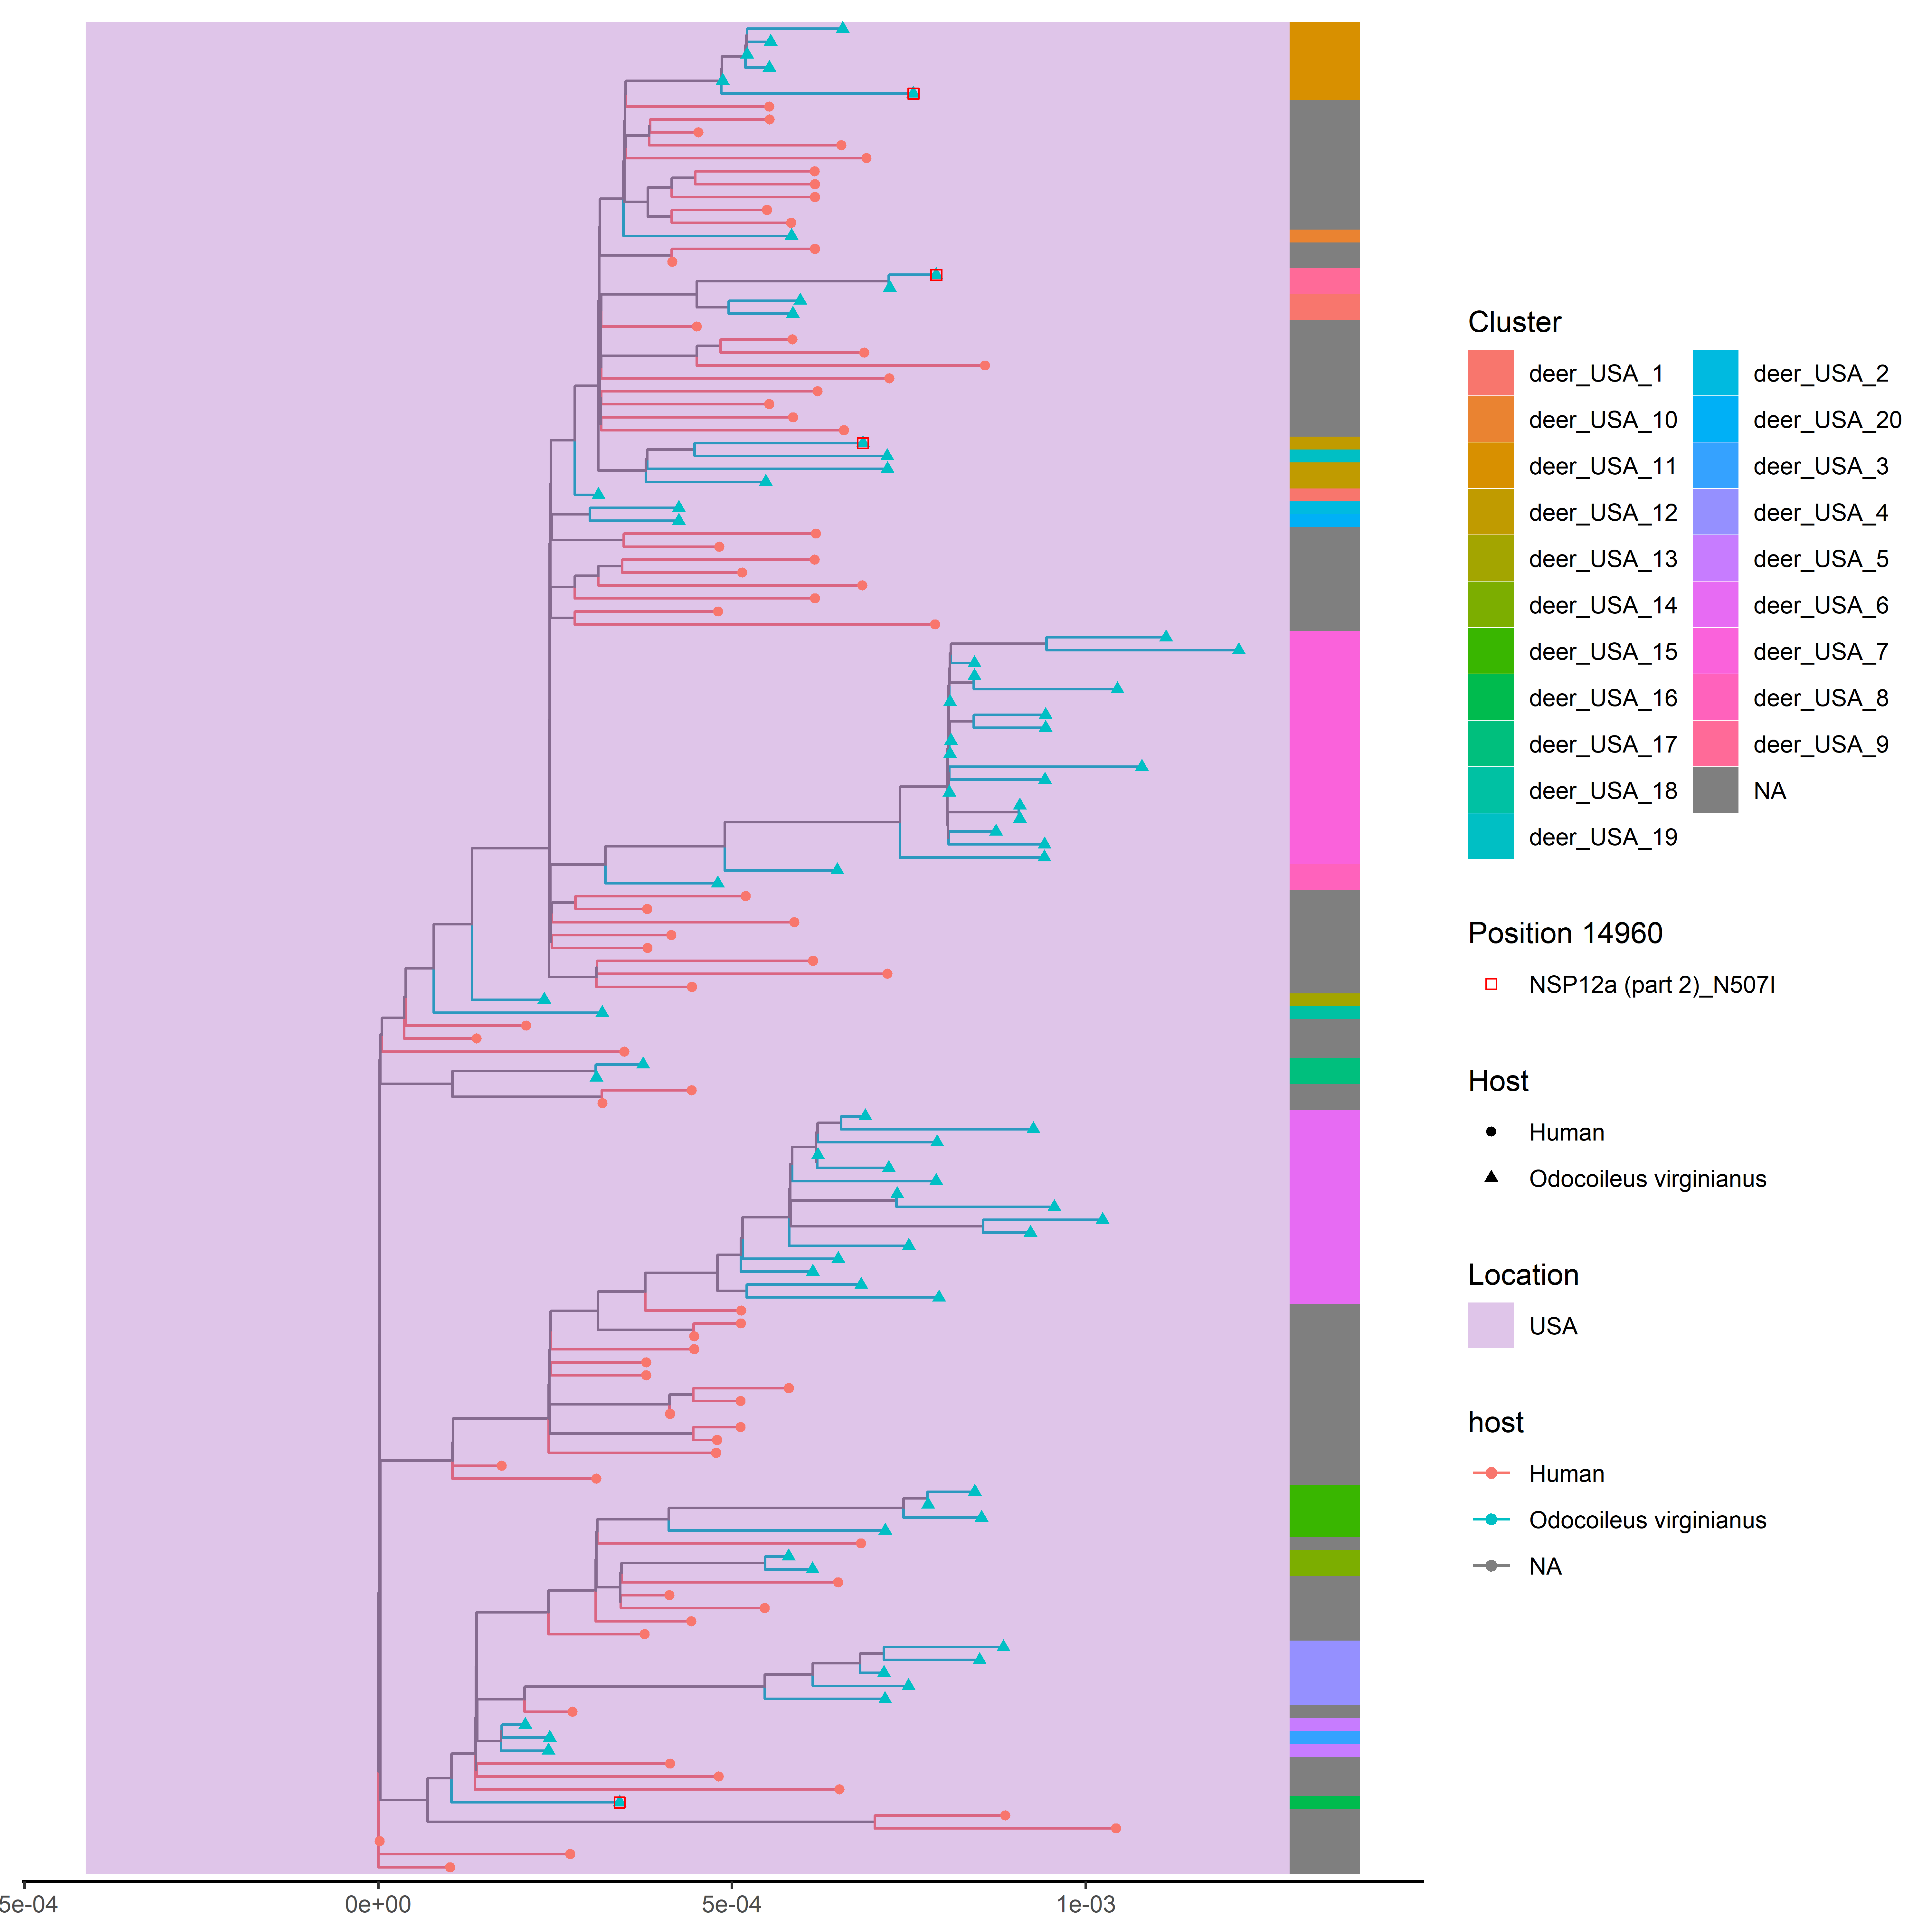 Cluster
deer_USA_1
deer_USA_10
deer_USA_11
deer_USA_12
deer_USA_13
deer_USA_14
deer_USA_15
deer_USA_16
deer_USA_17
deer_USA_18
deer_USA_19
deer_USA_2
deer_USA_20
deer_USA_3
deer_USA_4
deer_USA_5
deer_USA_6
deer_USA_7
deer_USA_8
deer_USA_9
NA
Position 14960
NSP12a (part 2)_N507I
Host
Human
Odocoileus virginianus
Location
USA
host
Human
Odocoileus virginianus
NA
5e-04
0e+00
5e-04
1e-03